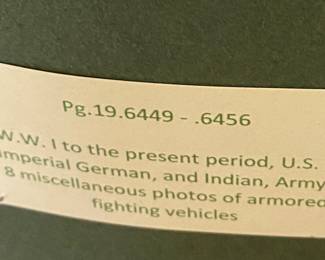 Pg.19.6449 - .6456
W.W. I to the present period, U.S.
Imperial German, and Indian, Army
8 miscellaneous photos of armored
fighting vehicles